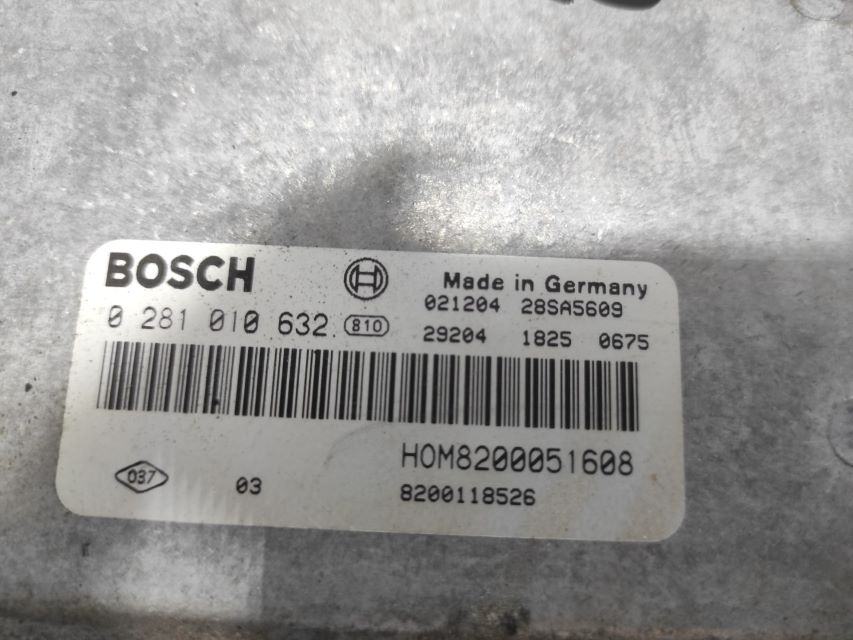 BOSCH
Made in Germany
021204 28SA5609
0 281 010 632 810
29204 1825 0675
HOM8200051608
037 03
8200118526